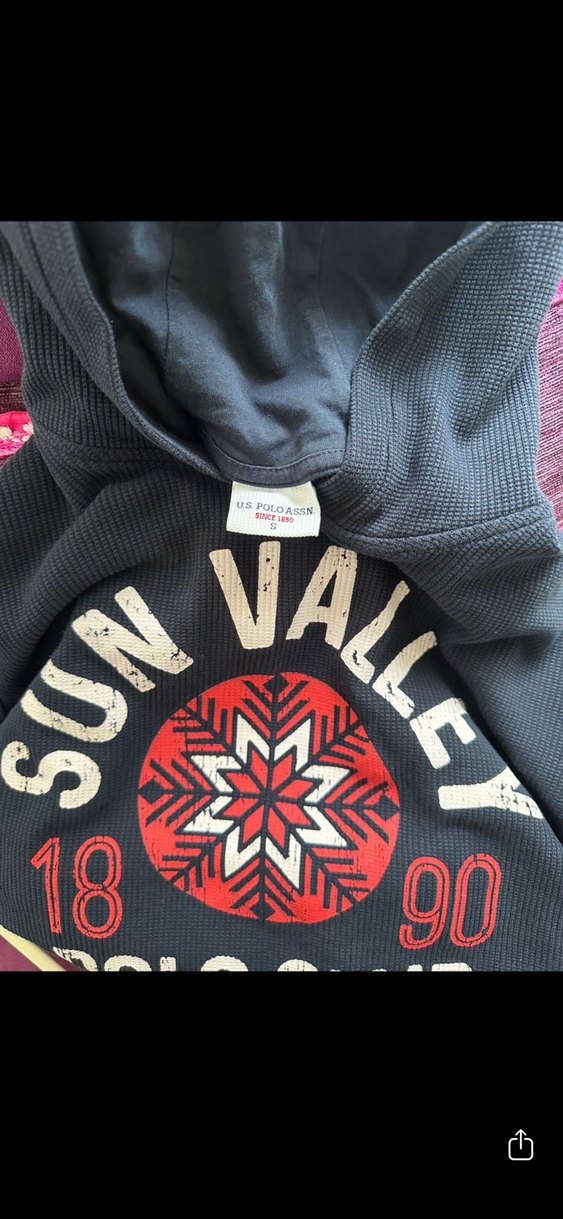 U.S. POLO ASSN.
SINCE 1890
S
SUN VALLEY
18 90